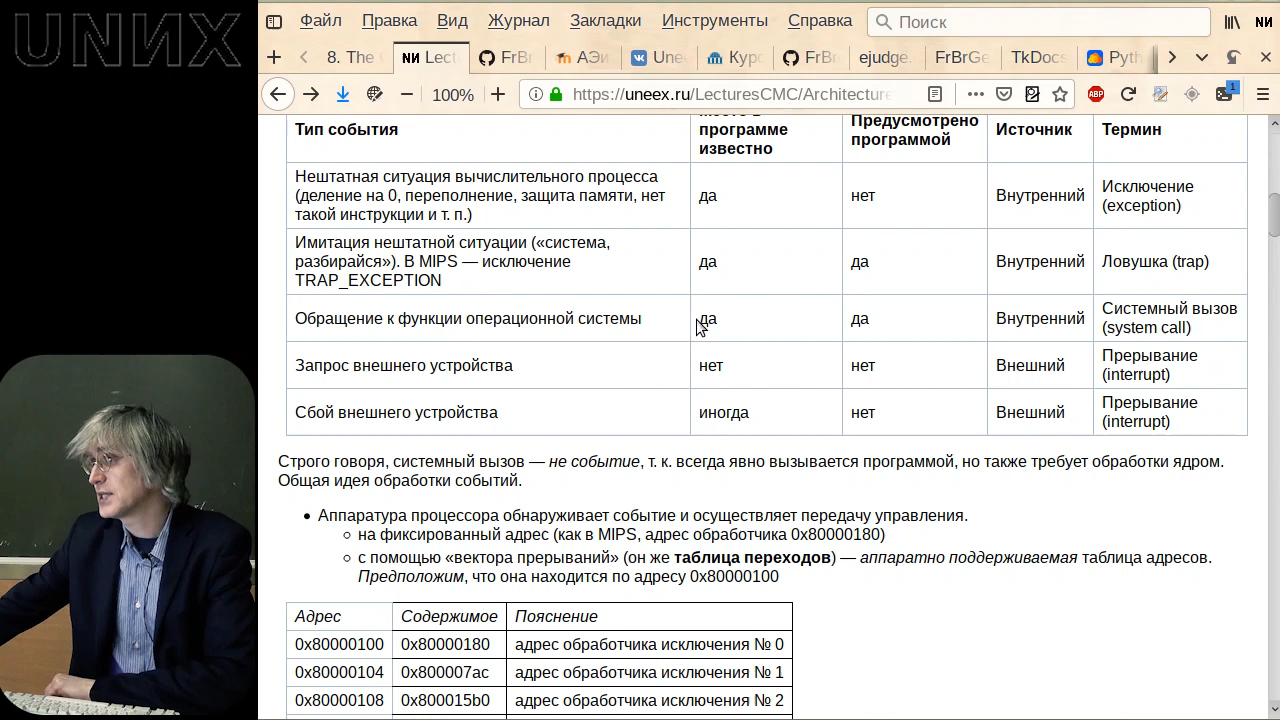 UNИX
Файл Правка Вид Журнал Закладки Инструменты Справка Поиск NИ
8. The NИ Lect FrBr АЭи Une Кур FrBr ejudge. FrBrGe TkDocs Pyth
100% https://uneex.ru/LecturesCMC/Architecture ABP 1
Тип события
программе известно
Предусмотрено программой
Источник
Термин
Нештатная ситуация вычислительного процесса
(деление на 0, переполнение, защита памяти, нет
такой инструкции и т. п.)
да
нет
Внутренний
Исключение
(exception)
Имитация нештатной ситуации («система,
разбирайся»). В MIPS — исключение
TRAP_EXCEPTION
да
да
Внутренний
Ловушка (trap)
Обращение к функции операционной системы
да
да
Внутренний
Системный вызов
(system call)
Запрос внешнего устройства
нет
нет
Внешний
Прерывание
(interrupt)
Сбой внешнего устройства
иногда
нет
Внешний
Прерывание
(interrupt)
Строго говоря, системный вызов — не событие, т. к. всегда явно вызывается программой, но также требует обработки ядром.
Общая идея обработки событий.
• Аппаратура процессора обнаруживает событие и осуществляет передачу управления.
◦ на фиксированный адрес (как в MIPS, адрес обработчика 0x80000180)
◦ с помощью «вектора прерываний» (он же таблица переходов) — аппаратно поддерживаемая таблица адресов.
Предположим, что она находится по адресу 0x80000100
Адрес Содержимое Пояснение
0x80000100 0x80000180 адрес обработчика исключения № 0
0x80000104 0x800007ac адрес обработчика исключения № 1
0x80000108 0x800015b0 адрес обработчика исключения № 2